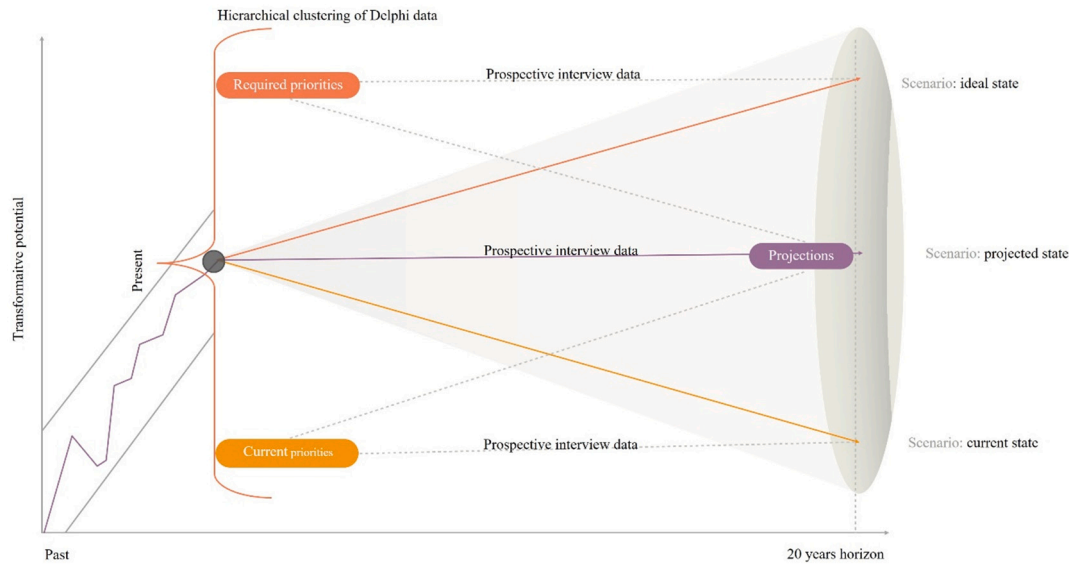 Hierarchical clustering of Delphi data
Required priorities
Prospective interview data
Scenario: ideal state
Transformaitve potential
Present
Prospective interview data
Projections
Scenario: projected state
Current priorities
Prospective interview data
Scenario: current state
Past
20 years horizon